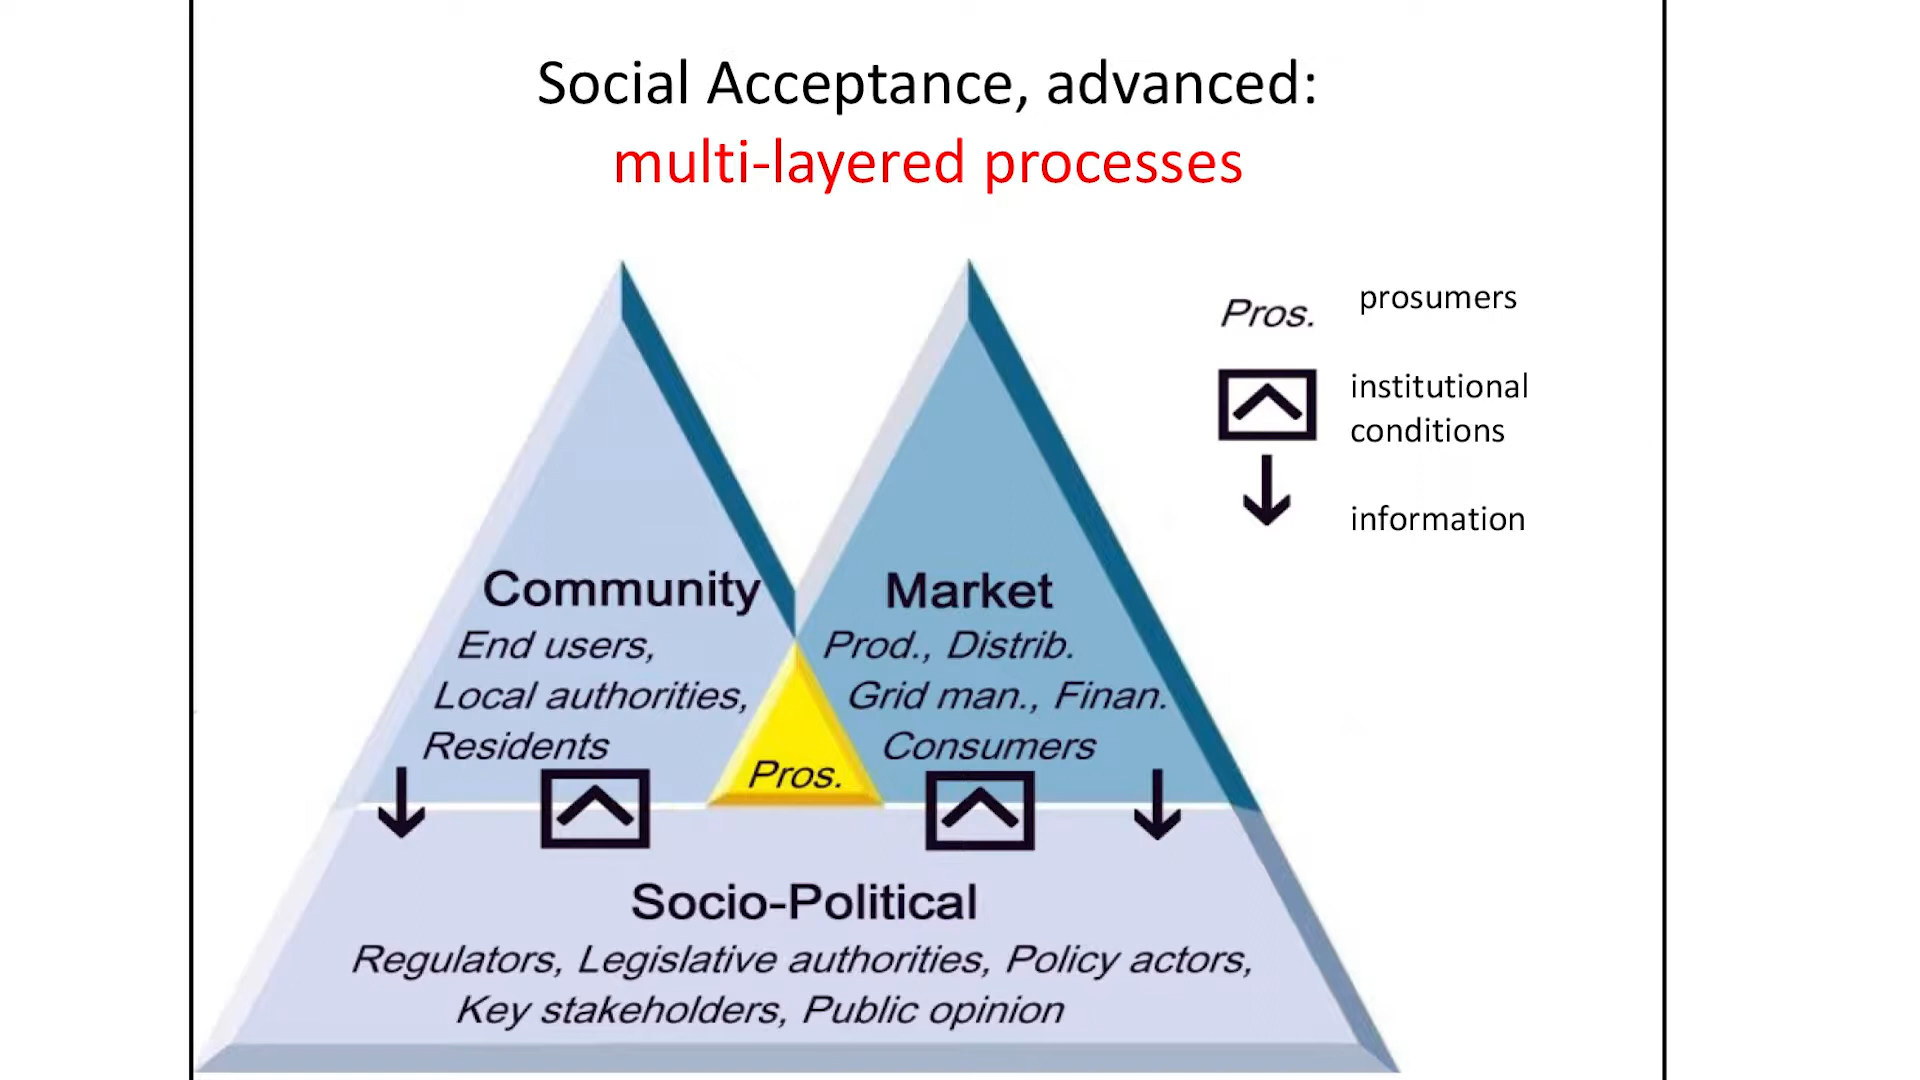 Social Acceptance, advanced:
multi-layered processes
Pros.
prosumers
institutional
conditions
information
Community
End users,
Local authorities,
Residents
Market
Prod., Distrib.
Grid man., Finan.
Consumers
Pros.
Socio-Political
Regulators, Legislative authorities, Policy actors,
Key stakeholders, Public opinion